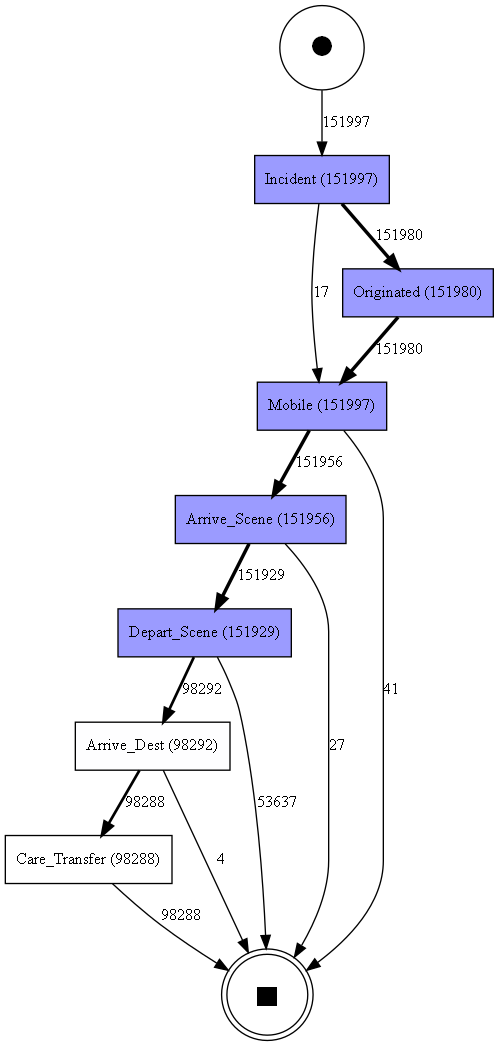 151997
Incident (151997)
151980
17
Originated (151980)
151980
Mobile (151997)
151956
Arrive_Scene (151956)
151929
Depart_Scene (151929)
98292
41
Arrive_Dest (98292)
27
98288
53637
Care_Transfer (98288)
4
98288